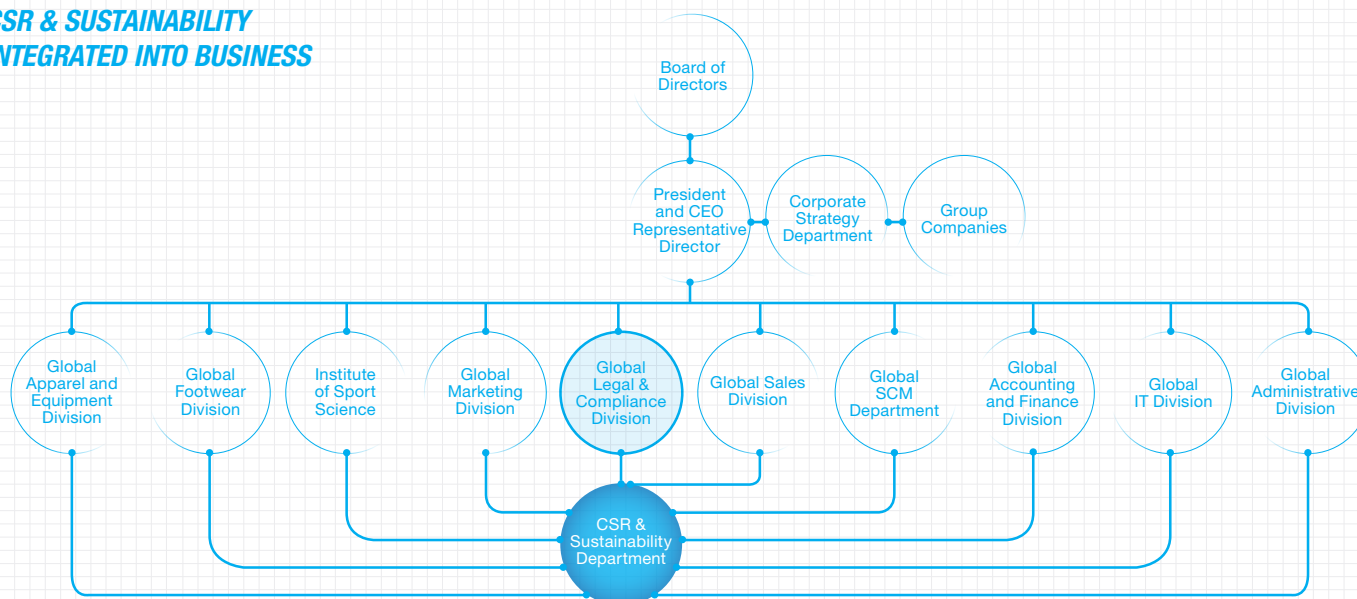 CSR & SUSTAINABILITY
INTEGRATED INTO BUSINESS
Board of
Directors
President
and CEO
Representative
Director
Corporate
Strategy
Department
Group
Companies
Global
Apparel and
Equipment
Division
Global
Footwear
Division
Institute
of Sport
Science
Global
Marketing
Division
Global
Legal &
Compliance
Division
Global Sales
Division
Global
SCM
Department
Global
Accounting
and Finance
Division
Global
IT Division
Global
Administrative
Division
CSR &
Sustainability
Department